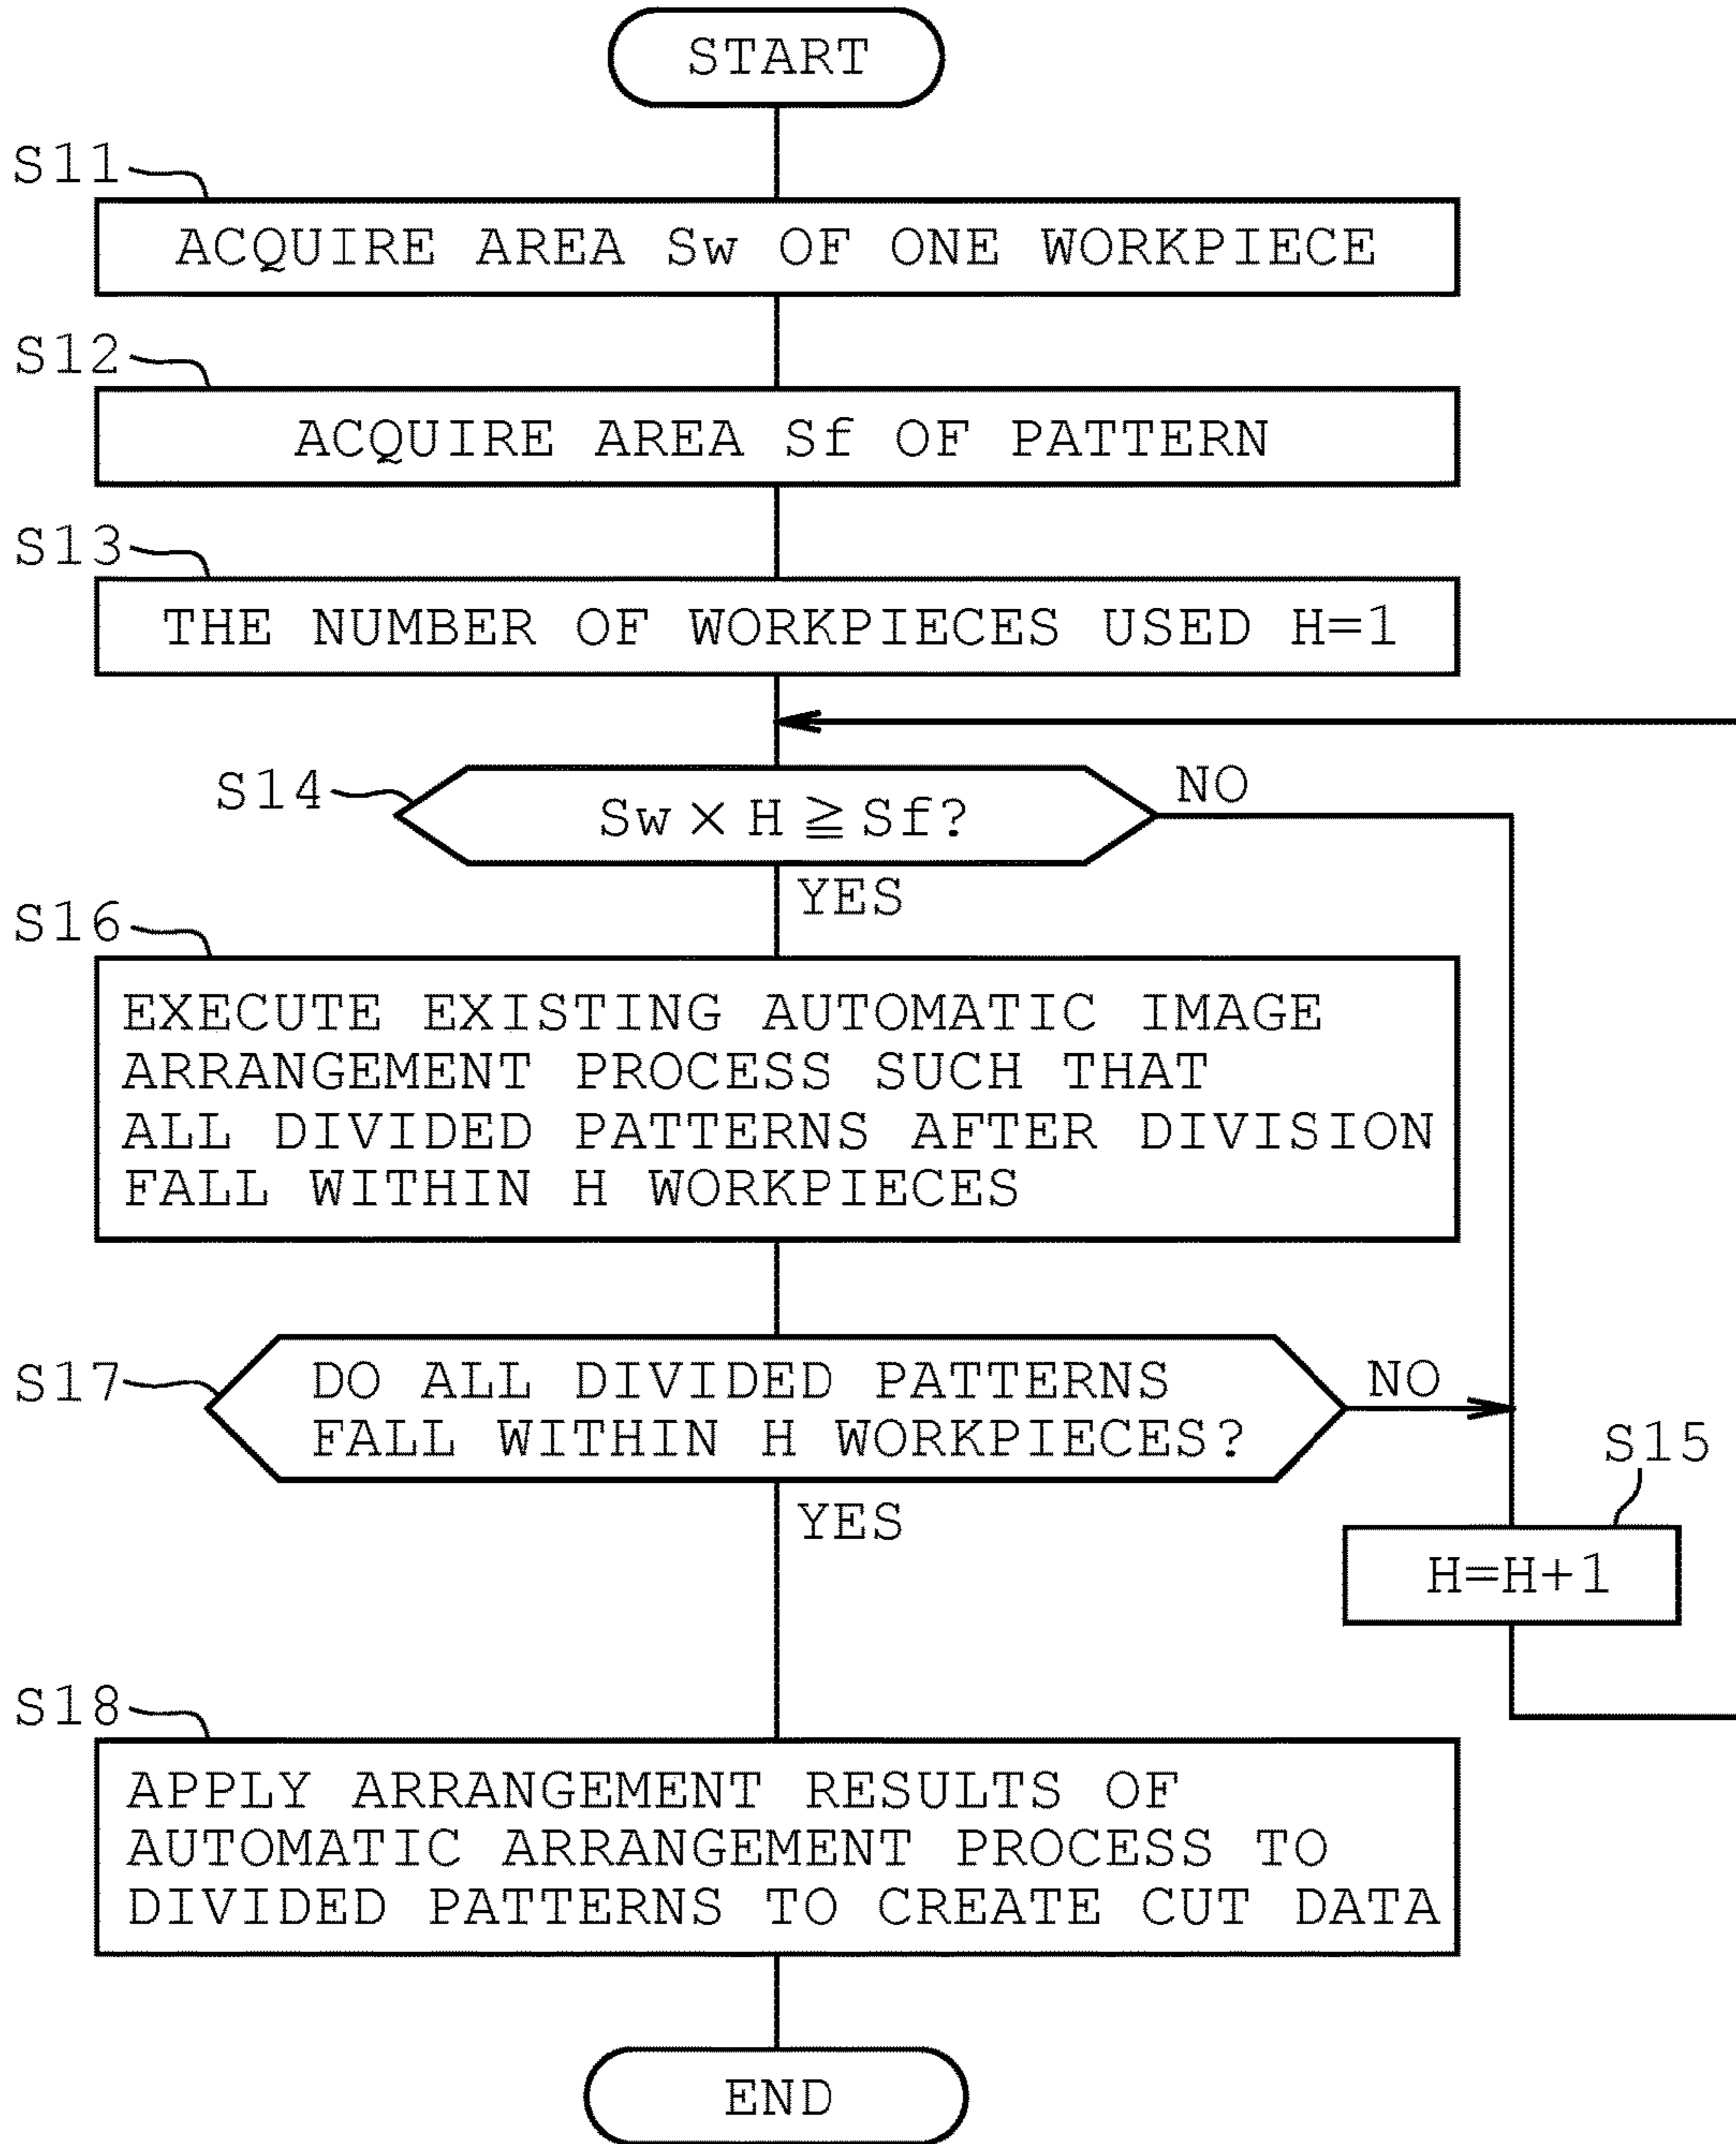 START
S11
ACQUIRE AREA Sw OF ONE WORKPIECE
S12
ACQUIRE AREA Sf OF PATTERN
S13
THE NUMBER OF WORKPIECES USED H=1
S14
Sw × H ≧ Sf?
NO
YES
S16
EXECUTE EXISTING AUTOMATIC IMAGE
ARRANGEMENT PROCESS SUCH THAT
ALL DIVIDED PATTERNS AFTER DIVISION
FALL WITHIN H WORKPIECES
S17
DO ALL DIVIDED PATTERNS
FALL WITHIN H WORKPIECES?
NO
YES
S15
H=H+1
S18
APPLY ARRANGEMENT RESULTS OF
AUTOMATIC ARRANGEMENT PROCESS TO
DIVIDED PATTERNS TO CREATE CUT DATA
END